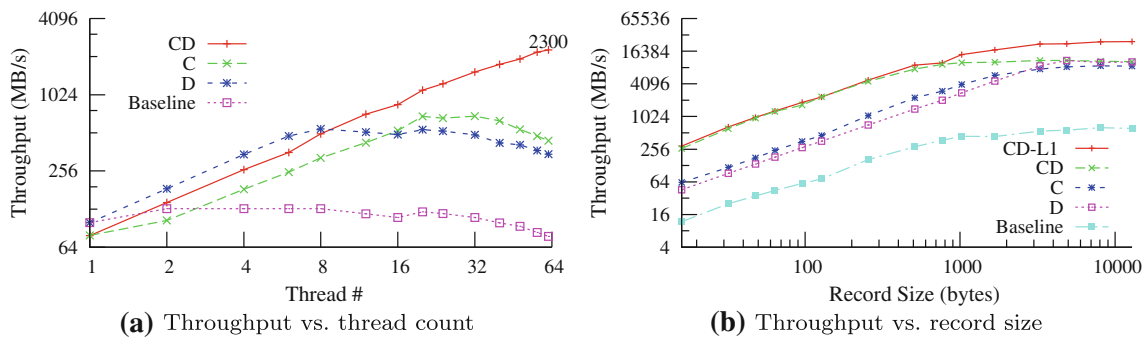 4096
1024
256
64
Throughput (MB/s)
CD
C
D
Baseline
2300
1 2 4 8 16 32 64
Thread #
(a) Throughput vs. thread count
65536
16384
4096
1024
256
64
16
4
Throughput (MB/s)
CD-L1
CD
C
D
Baseline
100 1000 10000
Record Size (bytes)
(b) Throughput vs. record size